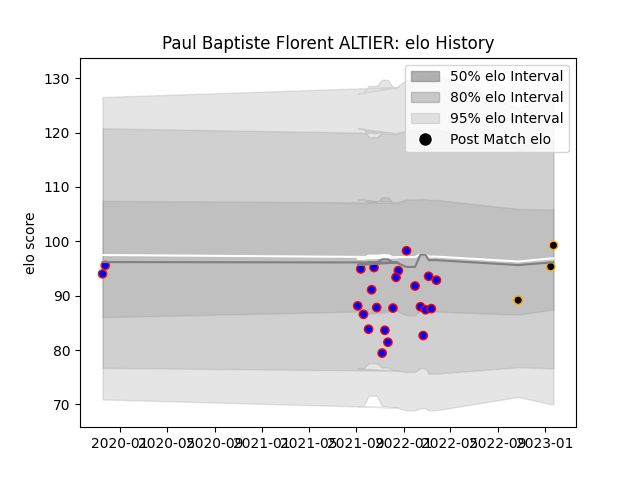 Paul Baptiste Florent ALTIER: elo History
130
120
110
100
90
80
70
elo score
50% elo Interval
80% elo Interval
95% elo Interval
Post Match elo
2020-01
2020-05
2020-09
2021-01
2021-05
2021-09
2022-01
2022-05
2022-09
2023-01